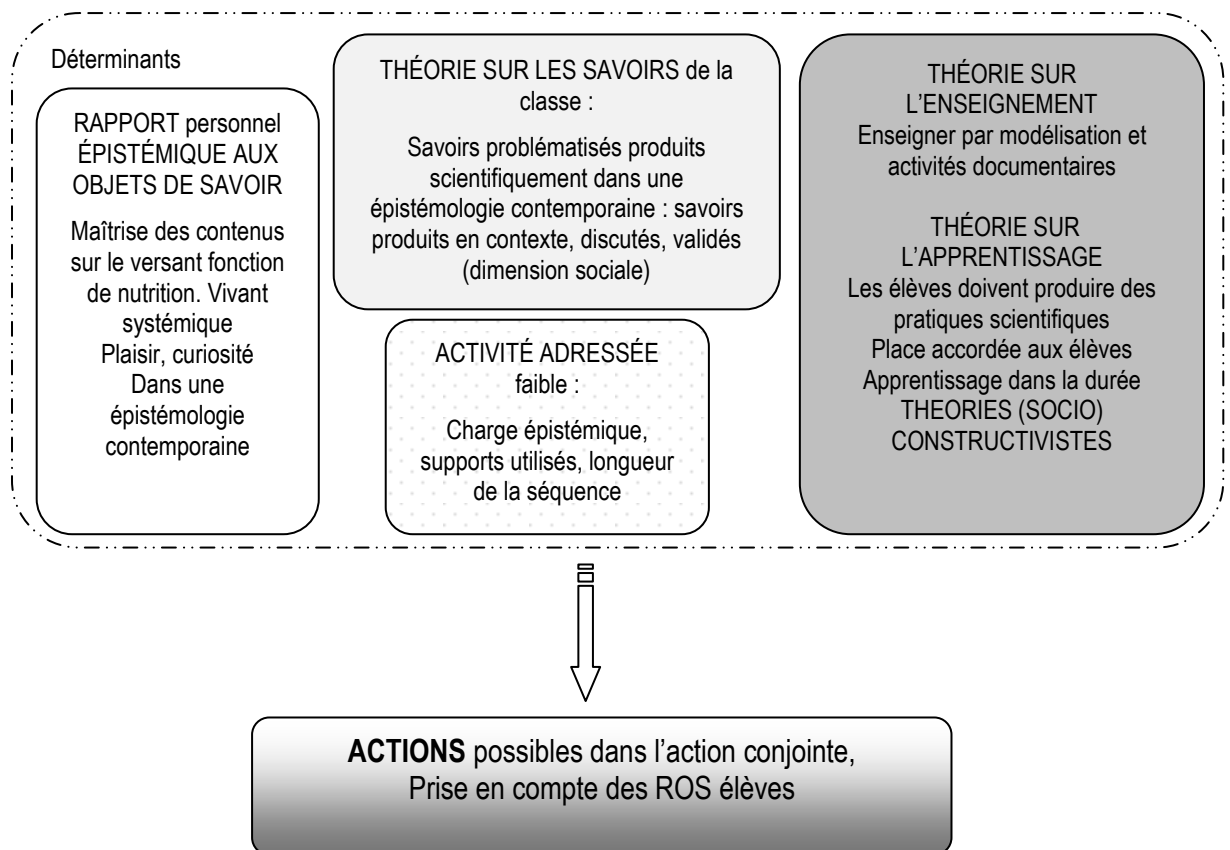 Déterminants
RAPPORT personnel
ÉPISTÉMIQUE AUX
OBJETS DE SAVOIR
Maîtrise des contenus
sur le versant fonction
de nutrition. Vivant
systémique
Plaisir, curiosité
Dans une
épistémologie
contemporaine
THÉORIE SUR LES SAVOIRS de la
classe :
Savoirs problématisés produits
scientifiquement dans une
épistémologie contemporaine : savoirs
produits en contexte, discutés, validés
(dimension sociale)
ACTIVITÉ ADRESSÉE
faible :
Charge épistémique,
supports utilisés, longueur
de la séquence
THÉORIE SUR
L’ENSEIGNEMENT
Enseigner par modélisation et
activités documentaires
THÉORIE SUR
L’APPRENTISSAGE
Les élèves doivent produire des
pratiques scientifiques
Place accordée aux élèves
Apprentissage dans la durée
THEORIES (SOCIO)
CONSTRUCTIVISTES
ACTIONS possibles dans l’action conjointe,
Prise en compte des ROS élèves